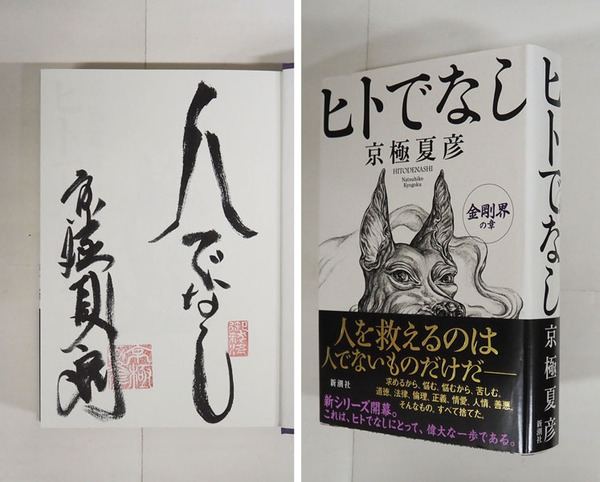 人でなし
京極夏彦
ヒトでなし
京極夏彦
HITODENASHI
Natsuhiko
Kyogoku
金剛界
の章
人を救えるのは
人でないものだけだ――
求めるから、悩む。悩むから、苦しむ。
道徳、法律、倫理、正義、情愛、人情、善悪。
そんなもの、すべて捨てた。
新潮社
新シリーズ開幕。
これは、ヒトでなしにとって、偉大な一歩である。
ヒトでなし
京極夏彦
新潮社